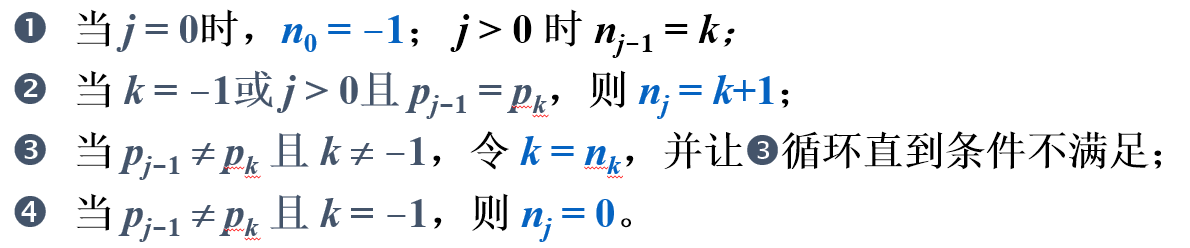 ❶ 当 j = 0时，n₀ = −1；j > 0 时 nⱼ₋₁ = k；
❷ 当 k = −1或 j > 0且 pⱼ₋₁ = pₖ，则 nⱼ = k+1；
❸ 当 pⱼ₋₁ ≠ pₖ 且 k ≠ −1，令 k = nₖ，并让❸循环直到条件不满足；
❹ 当 pⱼ₋₁ ≠ pₖ 且 k = −1，则 nⱼ = 0。